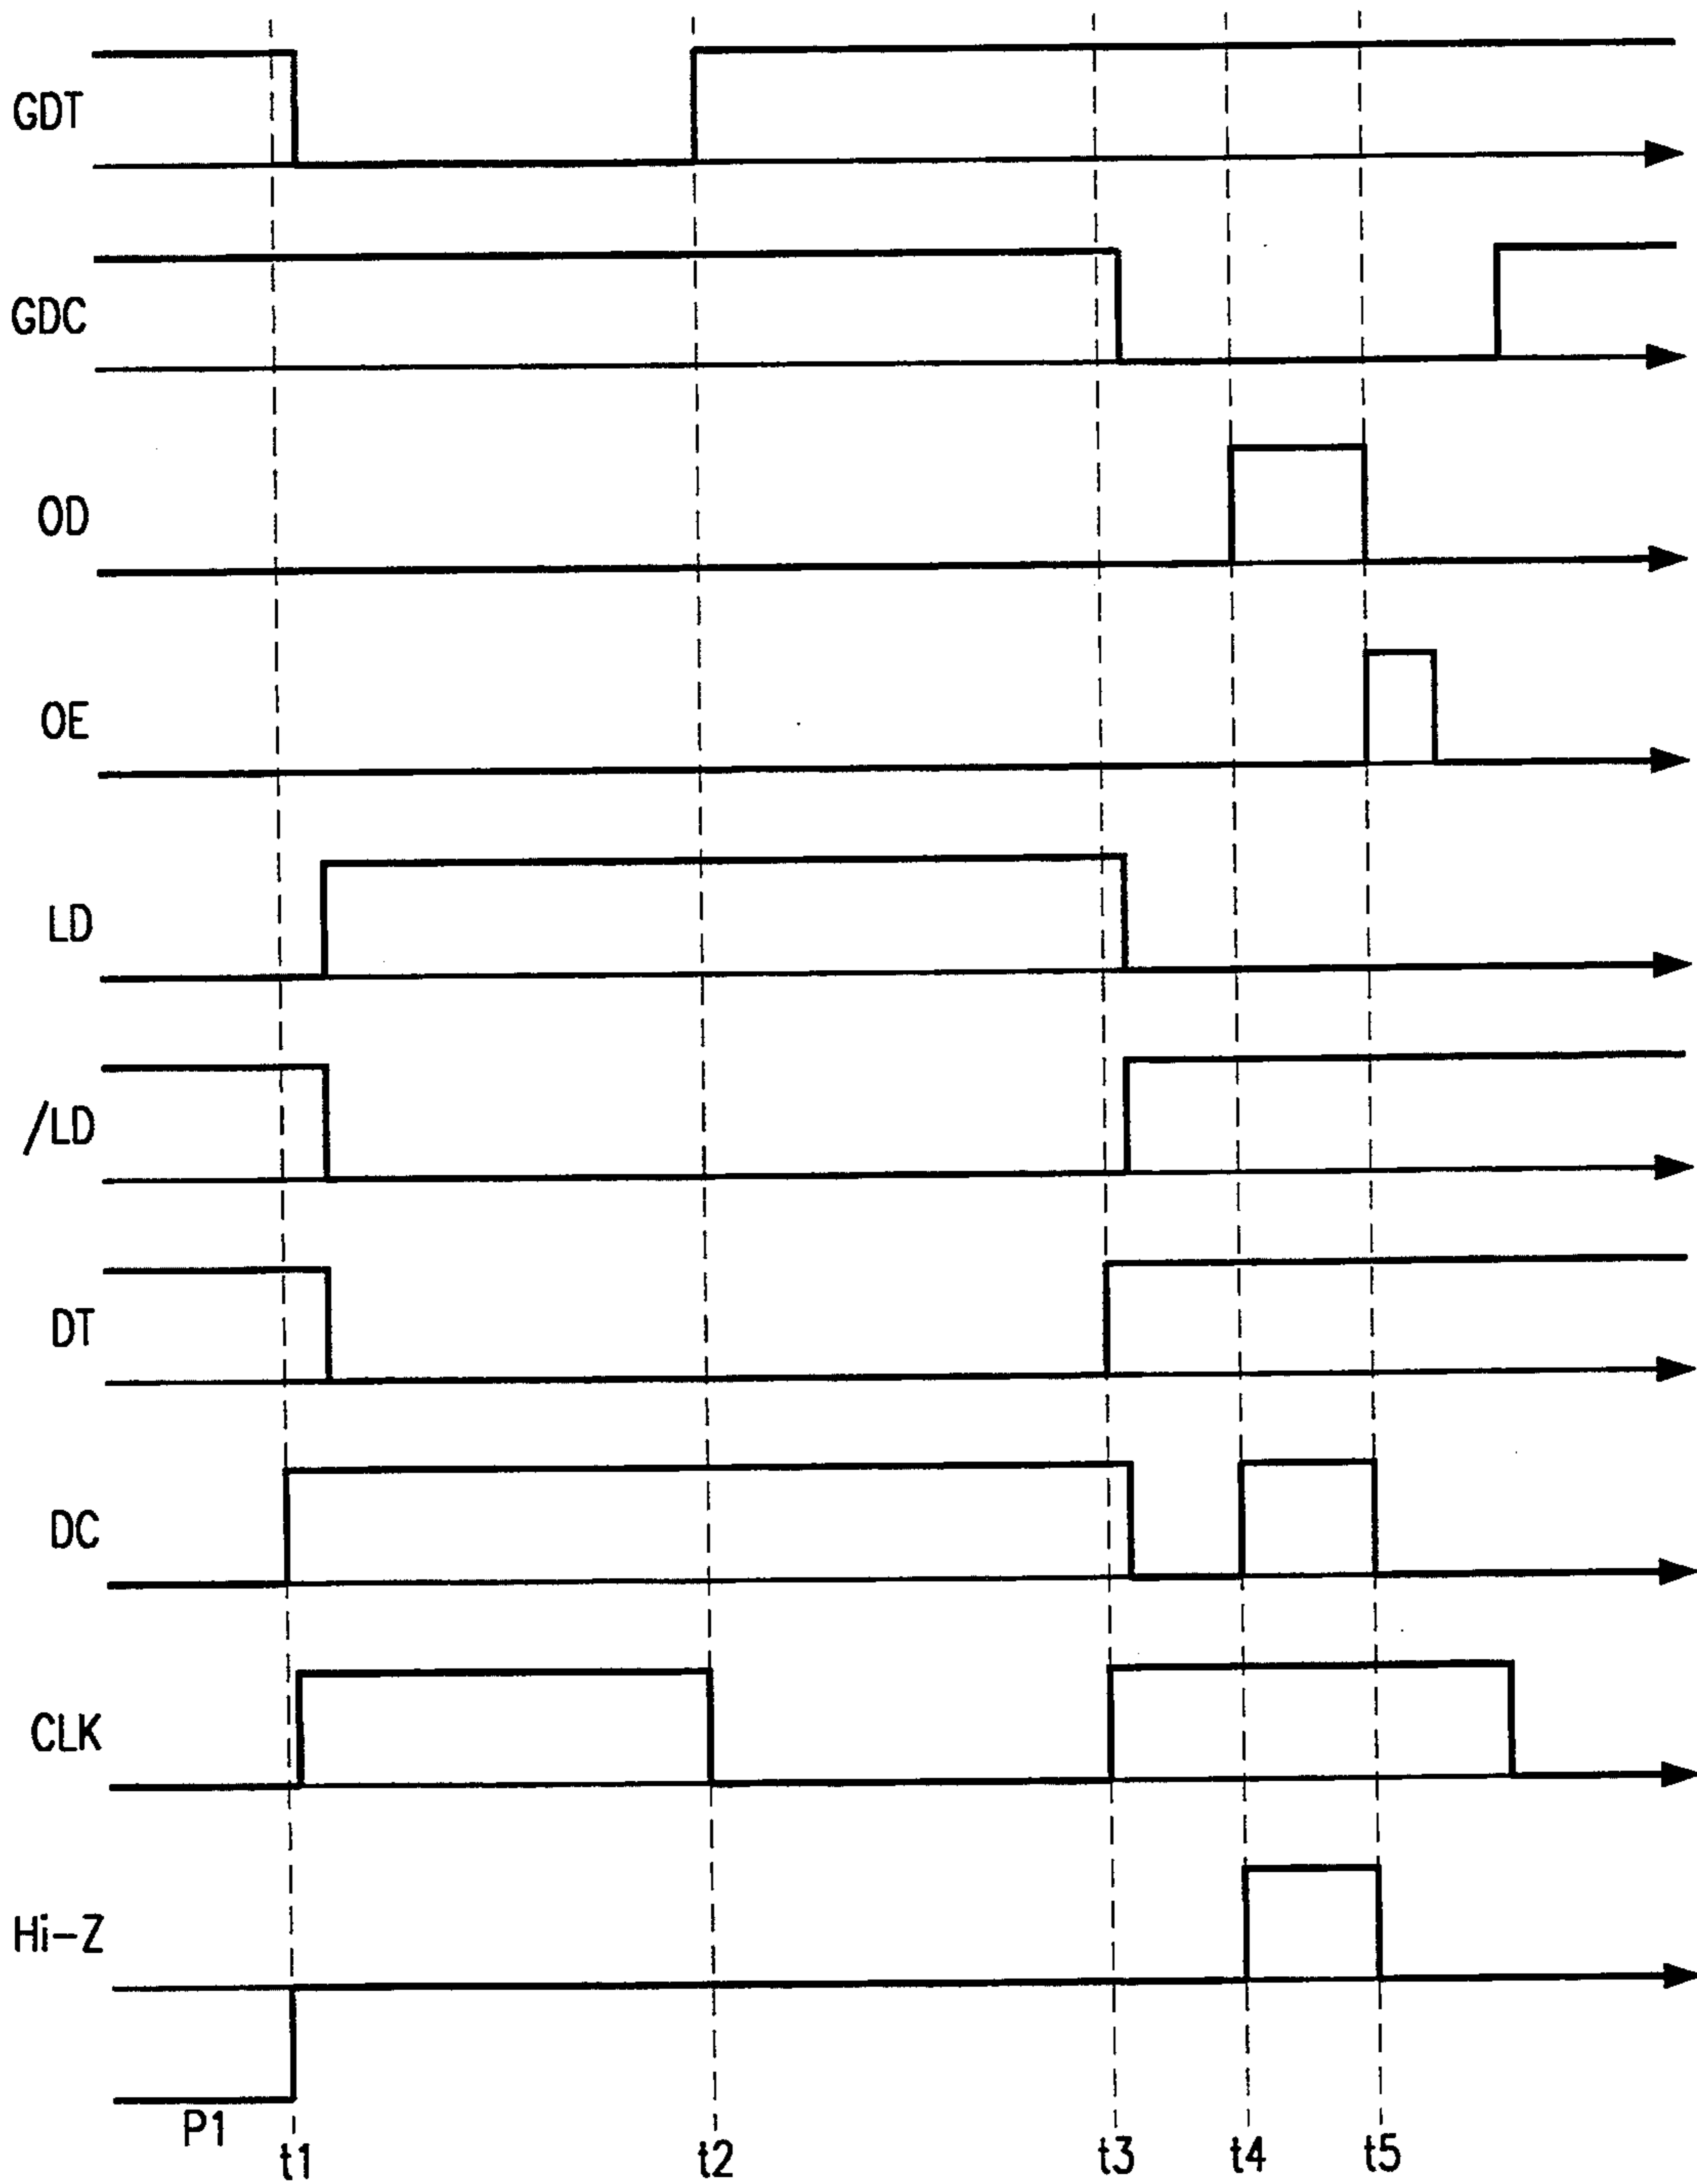 GDT
GDC
OD
OE
LD
/LD
DT
DC
CLK
Hi-Z
P1
t1 t2 t3 t4 t5